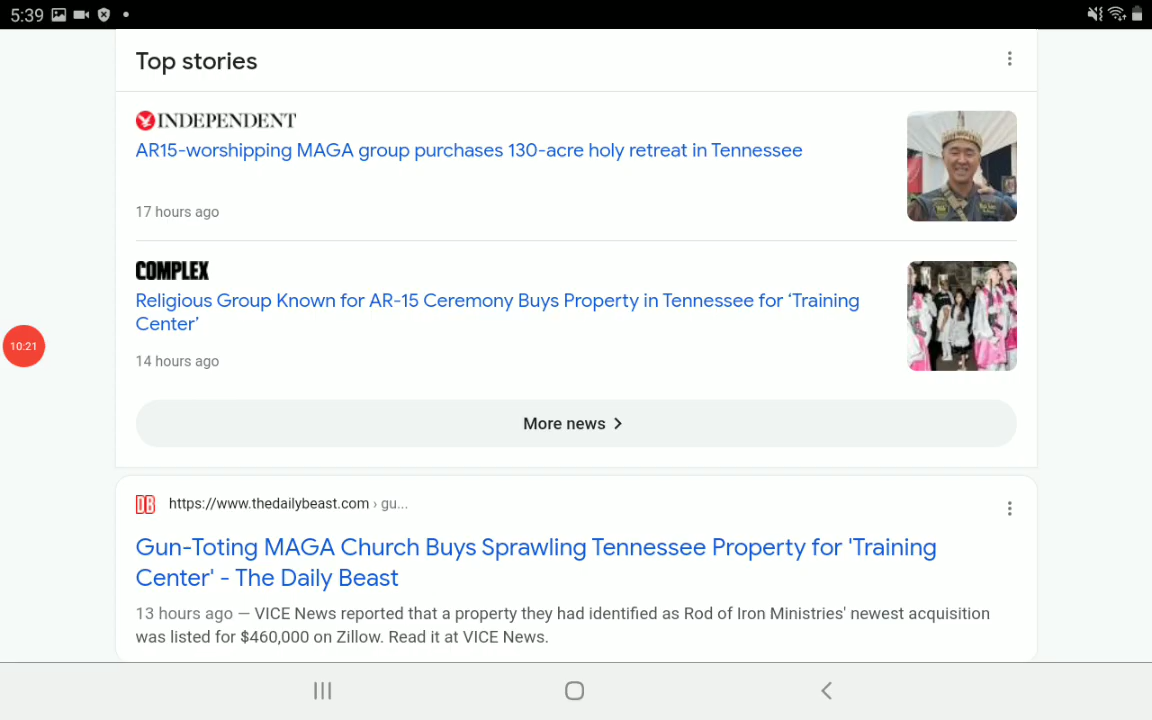 5:39
Top stories
INDEPENDENT
AR15-worshipping MAGA group purchases 130-acre holy retreat in Tennessee
17 hours ago
COMPLEX
Religious Group Known for AR-15 Ceremony Buys Property in Tennessee for ‘Training
Center’
14 hours ago
10:21
More news
DB https://www.thedailybeast.com › gu...
Gun-Toting MAGA Church Buys Sprawling Tennessee Property for 'Training
Center' - The Daily Beast
13 hours ago — VICE News reported that a property they had identified as Rod of Iron Ministries' newest acquisition
was listed for $460,000 on Zillow. Read it at VICE News.